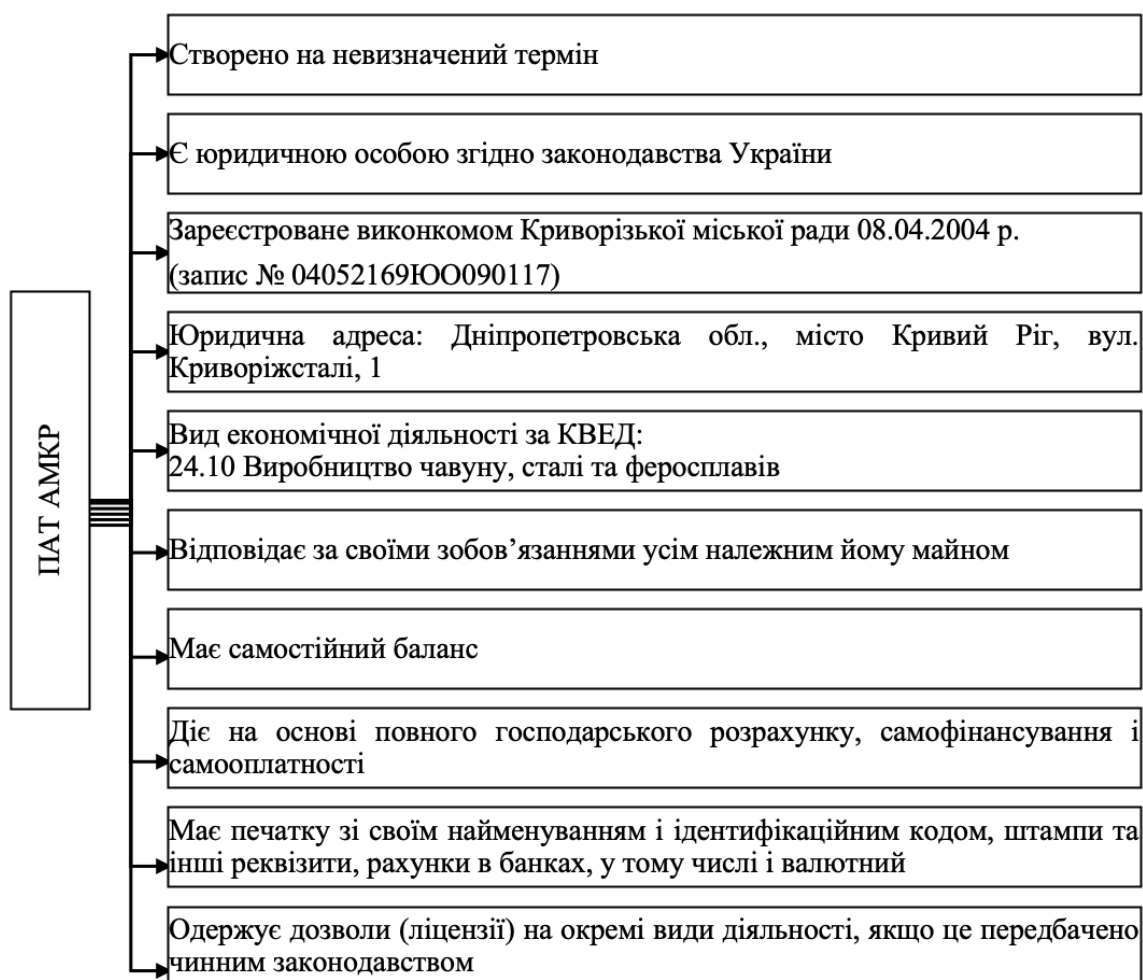 Створено на невизначений термін
Є юридичною особою згідно законодавства України
Зареєстроване виконкомом Криворізької міської ради 08.04.2004 р.
(запис № 04052169ЮО090117)
Юридична адреса: Дніпропетровська обл., місто Кривий Ріг, вул.
Криворіжсталі, 1
ПАТ АМКР
Вид економічної діяльності за КВЕД:
24.10 Виробництво чавуну, сталі та феросплавів
Відповідає за своїми зобов’язаннями усім належним йому майном
Має самостійний баланс
Діє на основі повного господарського розрахунку, самофінансування і
самооплатності
Має печатку зі своїм найменуванням і ідентифікаційним кодом, штампи та
інші реквізити, рахунки в банках, у тому числі і валютний
Одержує дозволи (ліцензії) на окремі види діяльності, якщо це передбачено
чинним законодавством